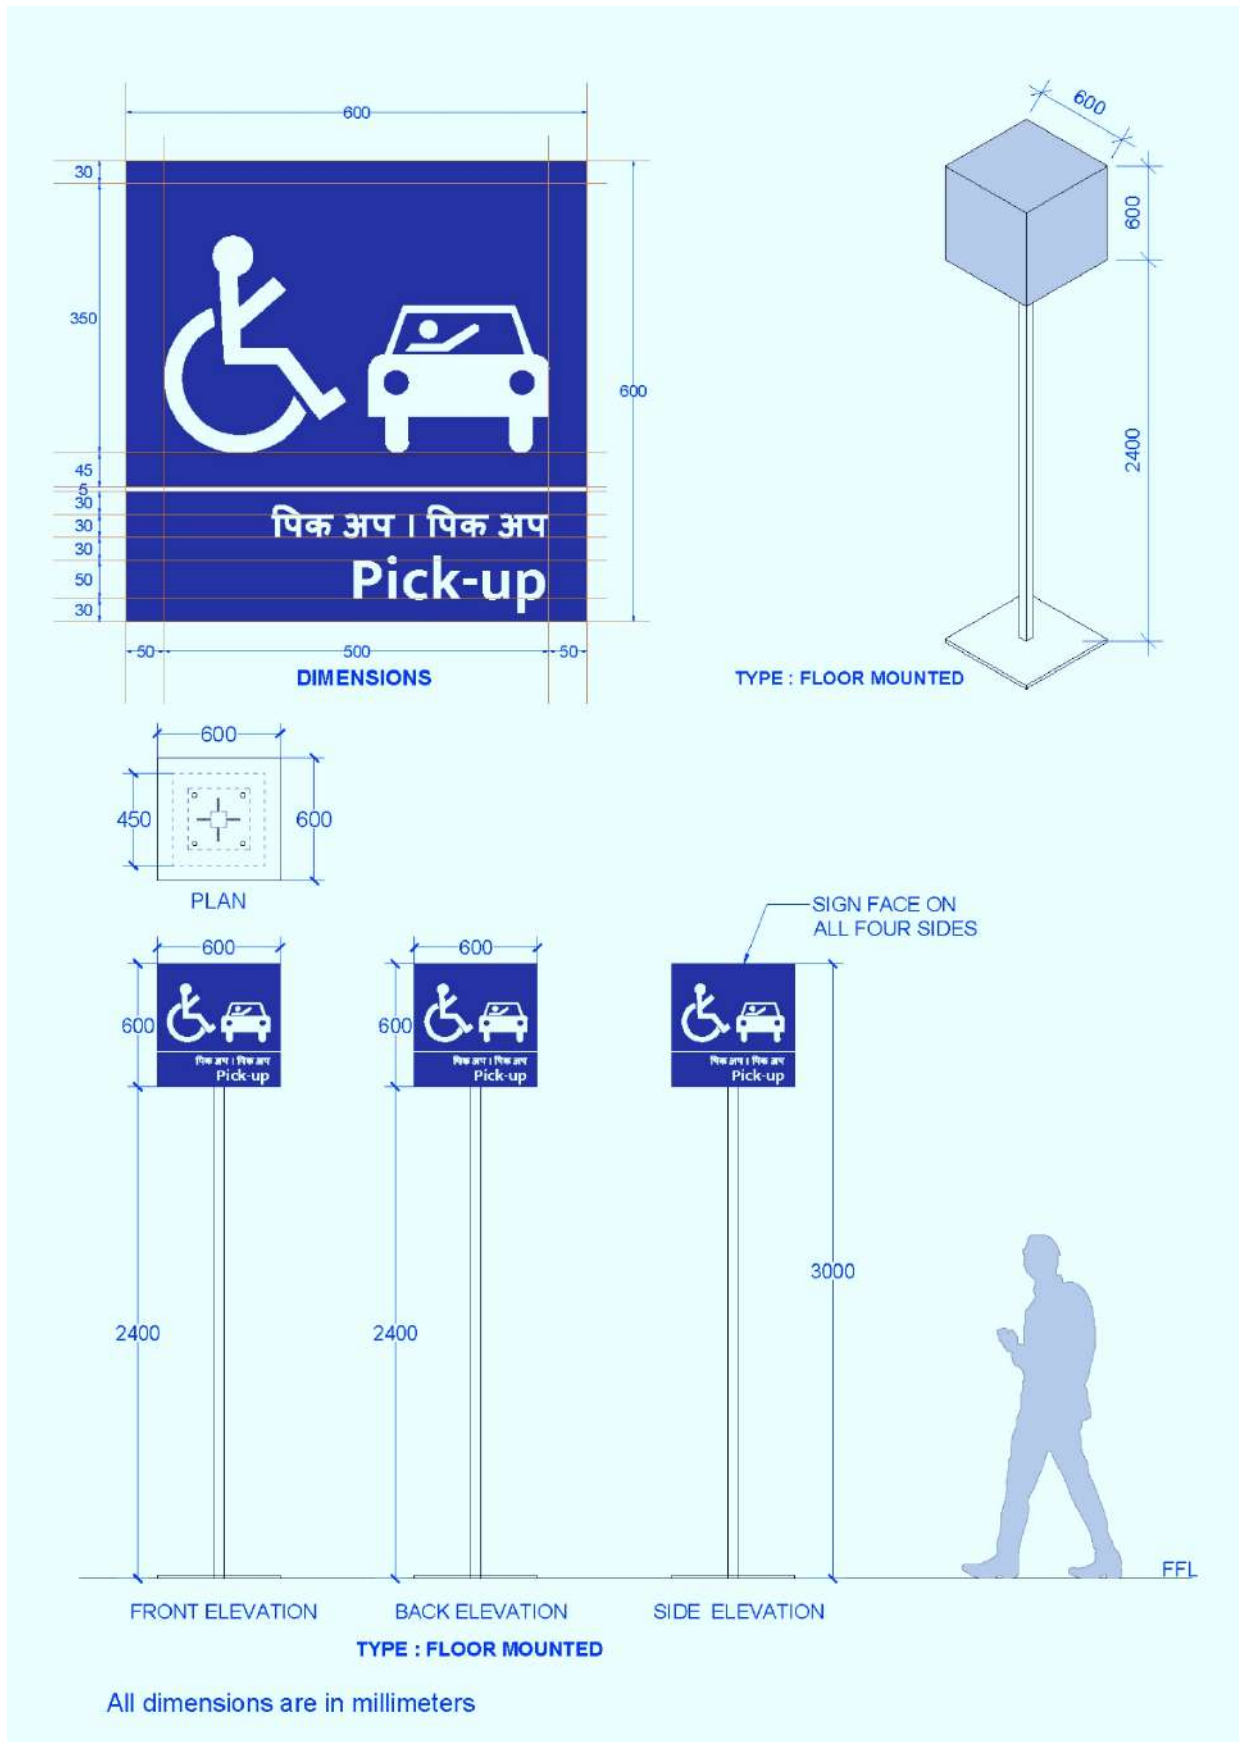 600
30
350
45
5
30
30
30
50
30
600
पिक अप । पिक अप
Pick-up
50
500
50
DIMENSIONS
600
600
2400
TYPE : FLOOR MOUNTED
600
450
600
PLAN
SIGN FACE ON
ALL FOUR SIDES
600
600
पिक अप । पिक अप
Pick-up
2400
600
600
पिक अप । पिक अप
Pick-up
2400
पिक अप । पिक अप
Pick-up
3000
FFL
FRONT ELEVATION
BACK ELEVATION
SIDE ELEVATION
TYPE : FLOOR MOUNTED
All dimensions are in millimeters